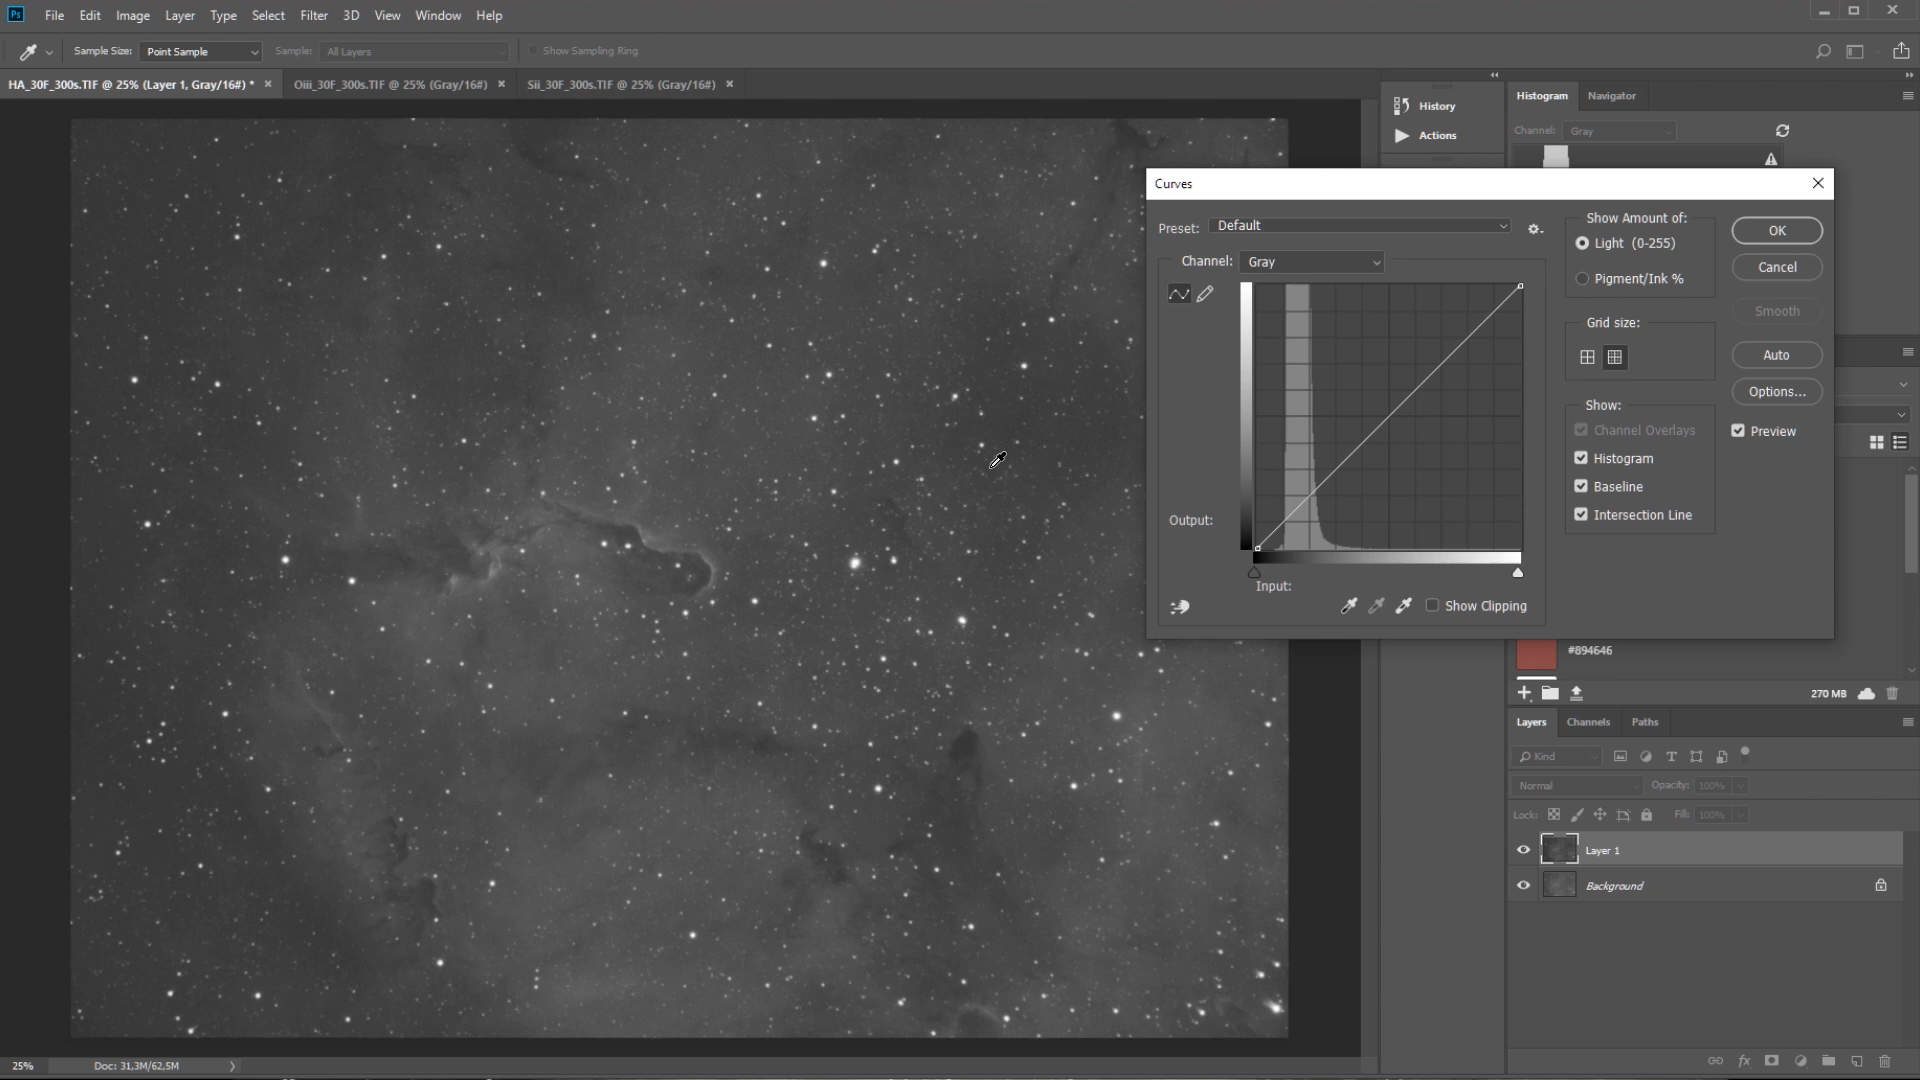 Ps File Edit Image Layer Type Select Filter 3D View Window Help
Sample Size: Point Sample Sample: All Layers Show Sampling Ring
HA_30F_300s.TIF @ 25% (Layer 1, Gray/16#) * Oiii_30F_300s.TIF @ 25% (Gray/16#) Sii_30F_300s.TIF @ 25% (Gray/16#)
History
Actions
Histogram Navigator
Channel: Gray
Curves
Preset: Default
Channel: Gray
Output:
Input:
Show Clipping
Show Amount of:
Light (0-255)
Pigment/Ink %
Grid size:
Show:
Channel Overlays
Histogram
Baseline
Intersection Line
OK
Cancel
Smooth
Auto
Options...
Preview
#894646
270 MB
Layers Channels Paths
Kind
Normal Opacity: 100%
Lock: Fill: 100%
Layer 1
Background
fx
25% Doc: 31,3M/62,5M